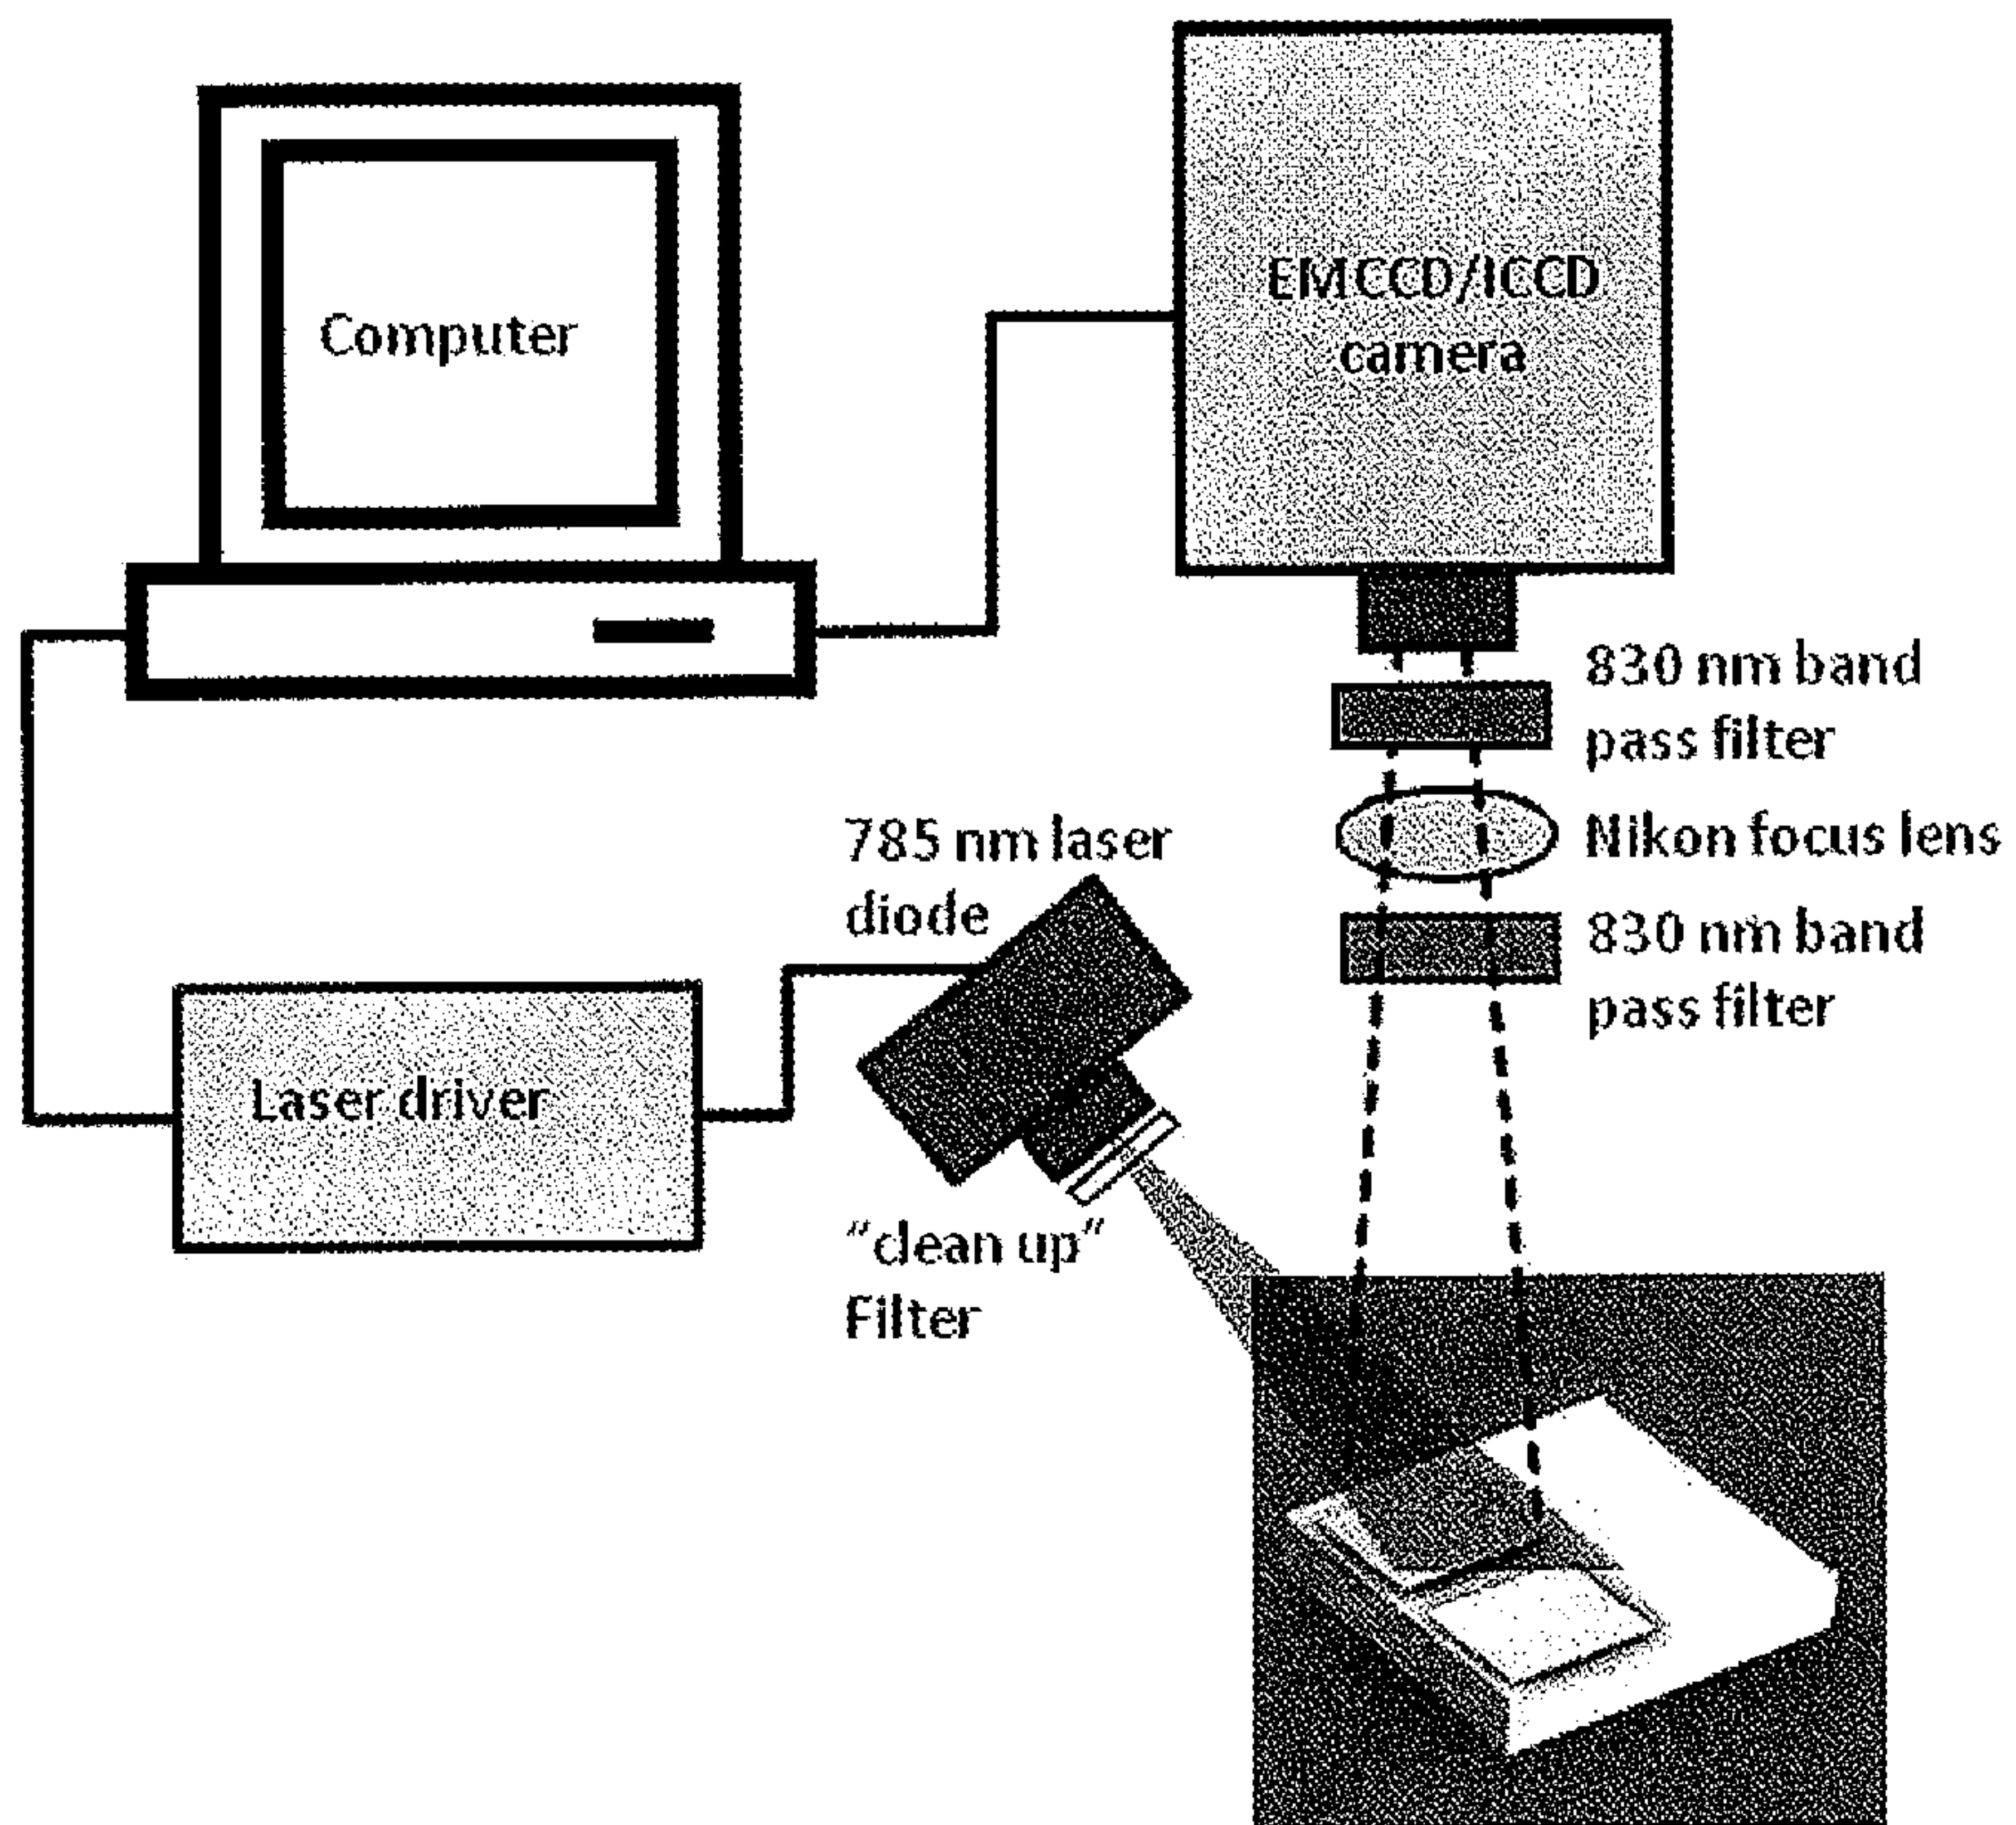 Computer
EMCCD/ICCD
camera
830 nm band
pass filter
Nikon focus lens
830 nm band
pass filter
785 nm laser
diode
Laser driver
"clean up"
Filter